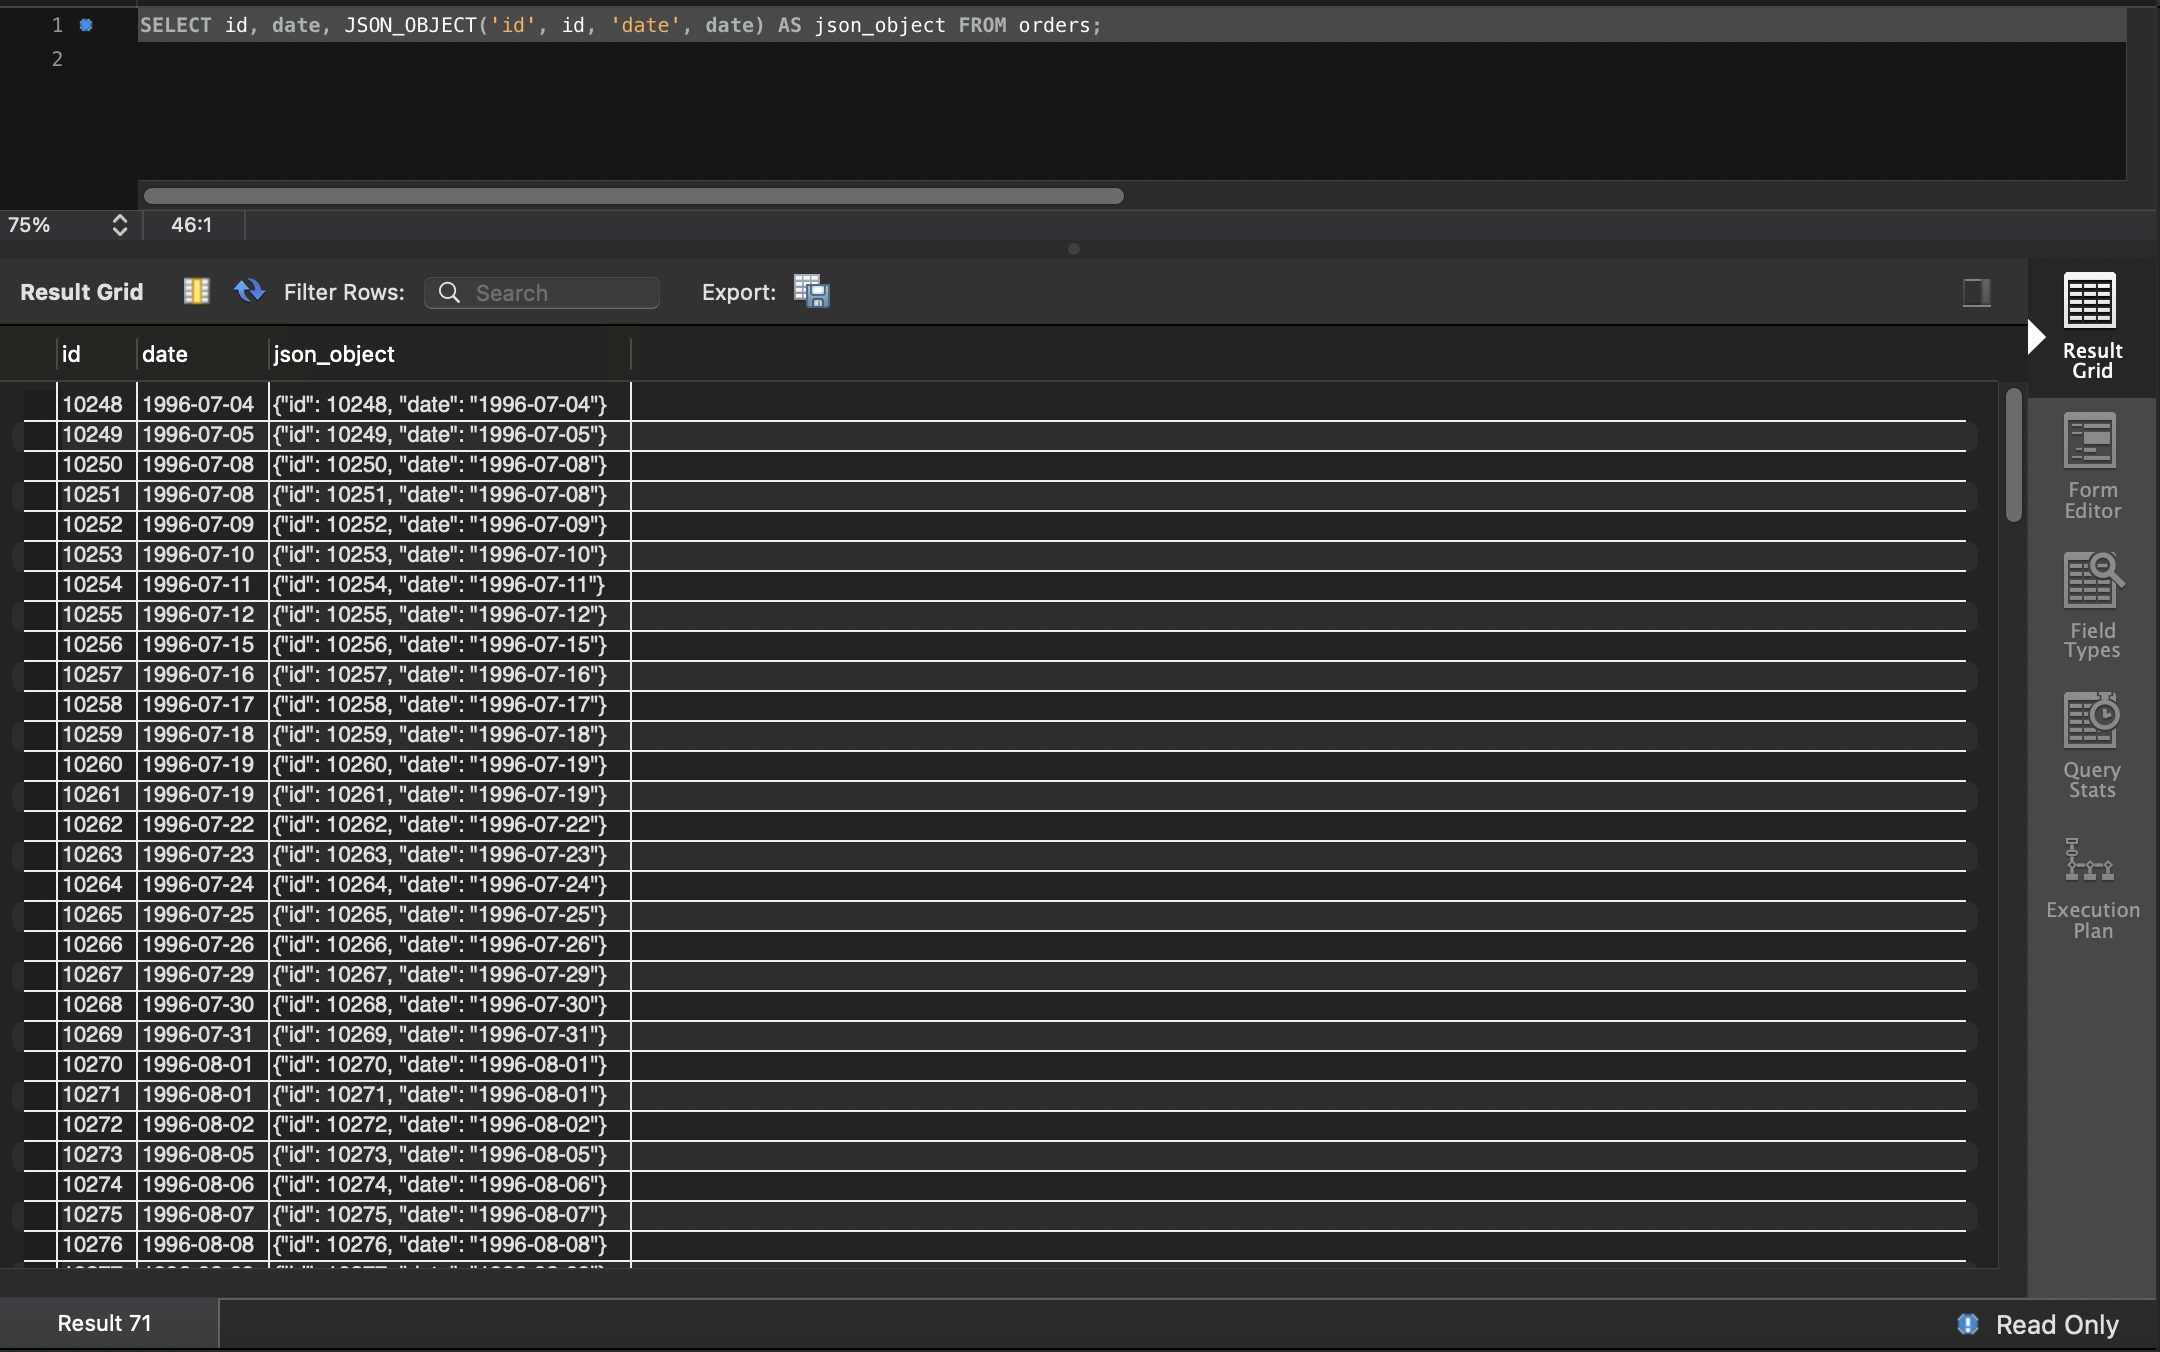 1 SELECT id, date, JSON_OBJECT('id', id, 'date', date) AS json_object FROM orders;
2
75% 46:1
Result Grid Filter Rows: Search Export:
id date json_object
10248 1996-07-04 {"id": 10248, "date": "1996-07-04"}
10249 1996-07-05 {"id": 10249, "date": "1996-07-05"}
10250 1996-07-08 {"id": 10250, "date": "1996-07-08"}
10251 1996-07-08 {"id": 10251, "date": "1996-07-08"}
10252 1996-07-09 {"id": 10252, "date": "1996-07-09"}
10253 1996-07-10 {"id": 10253, "date": "1996-07-10"}
10254 1996-07-11 {"id": 10254, "date": "1996-07-11"}
10255 1996-07-12 {"id": 10255, "date": "1996-07-12"}
10256 1996-07-15 {"id": 10256, "date": "1996-07-15"}
10257 1996-07-16 {"id": 10257, "date": "1996-07-16"}
10258 1996-07-17 {"id": 10258, "date": "1996-07-17"}
10259 1996-07-18 {"id": 10259, "date": "1996-07-18"}
10260 1996-07-19 {"id": 10260, "date": "1996-07-19"}
10261 1996-07-19 {"id": 10261, "date": "1996-07-19"}
10262 1996-07-22 {"id": 10262, "date": "1996-07-22"}
10263 1996-07-23 {"id": 10263, "date": "1996-07-23"}
10264 1996-07-24 {"id": 10264, "date": "1996-07-24"}
10265 1996-07-25 {"id": 10265, "date": "1996-07-25"}
10266 1996-07-26 {"id": 10266, "date": "1996-07-26"}
10267 1996-07-29 {"id": 10267, "date": "1996-07-29"}
10268 1996-07-30 {"id": 10268, "date": "1996-07-30"}
10269 1996-07-31 {"id": 10269, "date": "1996-07-31"}
10270 1996-08-01 {"id": 10270, "date": "1996-08-01"}
10271 1996-08-01 {"id": 10271, "date": "1996-08-01"}
10272 1996-08-02 {"id": 10272, "date": "1996-08-02"}
10273 1996-08-05 {"id": 10273, "date": "1996-08-05"}
10274 1996-08-06 {"id": 10274, "date": "1996-08-06"}
10275 1996-08-07 {"id": 10275, "date": "1996-08-07"}
10276 1996-08-08 {"id": 10276, "date": "1996-08-08"}
Result
Grid
Form
Editor
Field
Types
Query
Stats
Execution
Plan
Result 71
Read Only